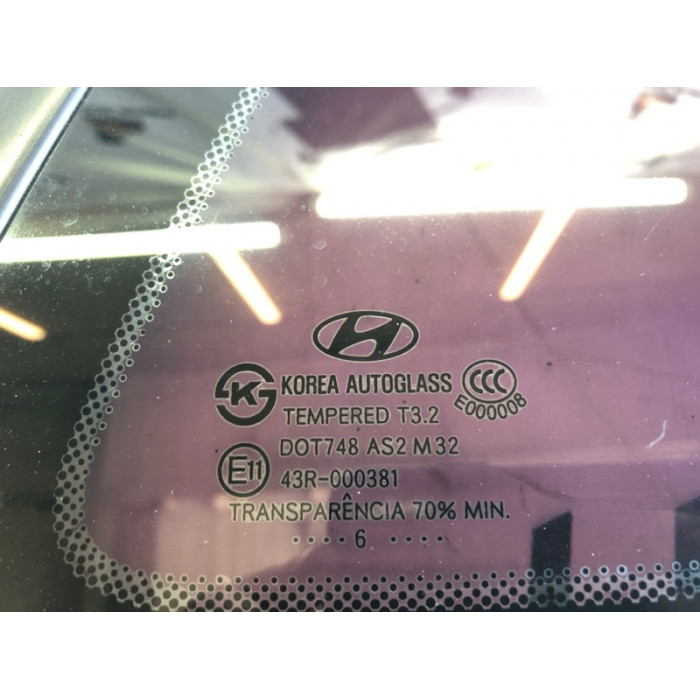 KOREA AUTOGLASS
CCC
E000008
TEMPERED T3.2
DOT748 AS2 M32
E11
43R-000381
TRANSPARÊNCIA 70% MIN.
···· 6 ····